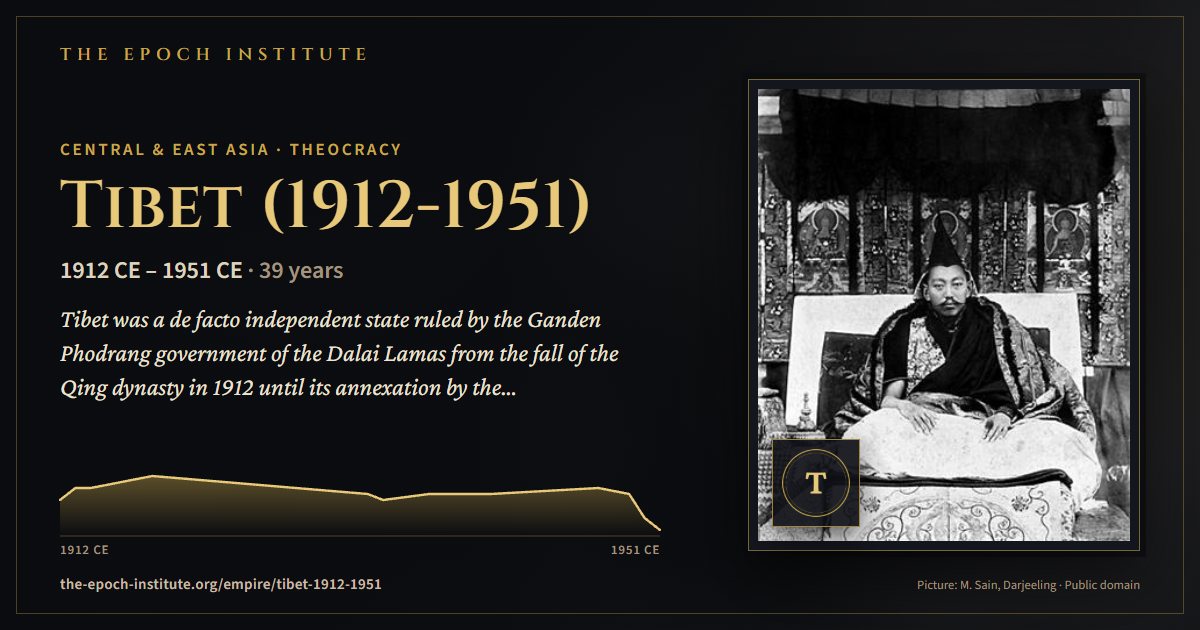 THE EPOCH INSTITUTE
CENTRAL & EAST ASIA · THEOCRACY
TIBET (1912–1951)
1912 CE – 1951 CE · 39 years
Tibet was a de facto independent state ruled by the Ganden
Phodrang government of the Dalai Lamas from the fall of the
Qing dynasty in 1912 until its annexation by the...
T
1912 CE
1951 CE
the-epoch-institute.org/empire/tibet-1912-1951
Picture: M. Sain, Darjeeling · Public domain